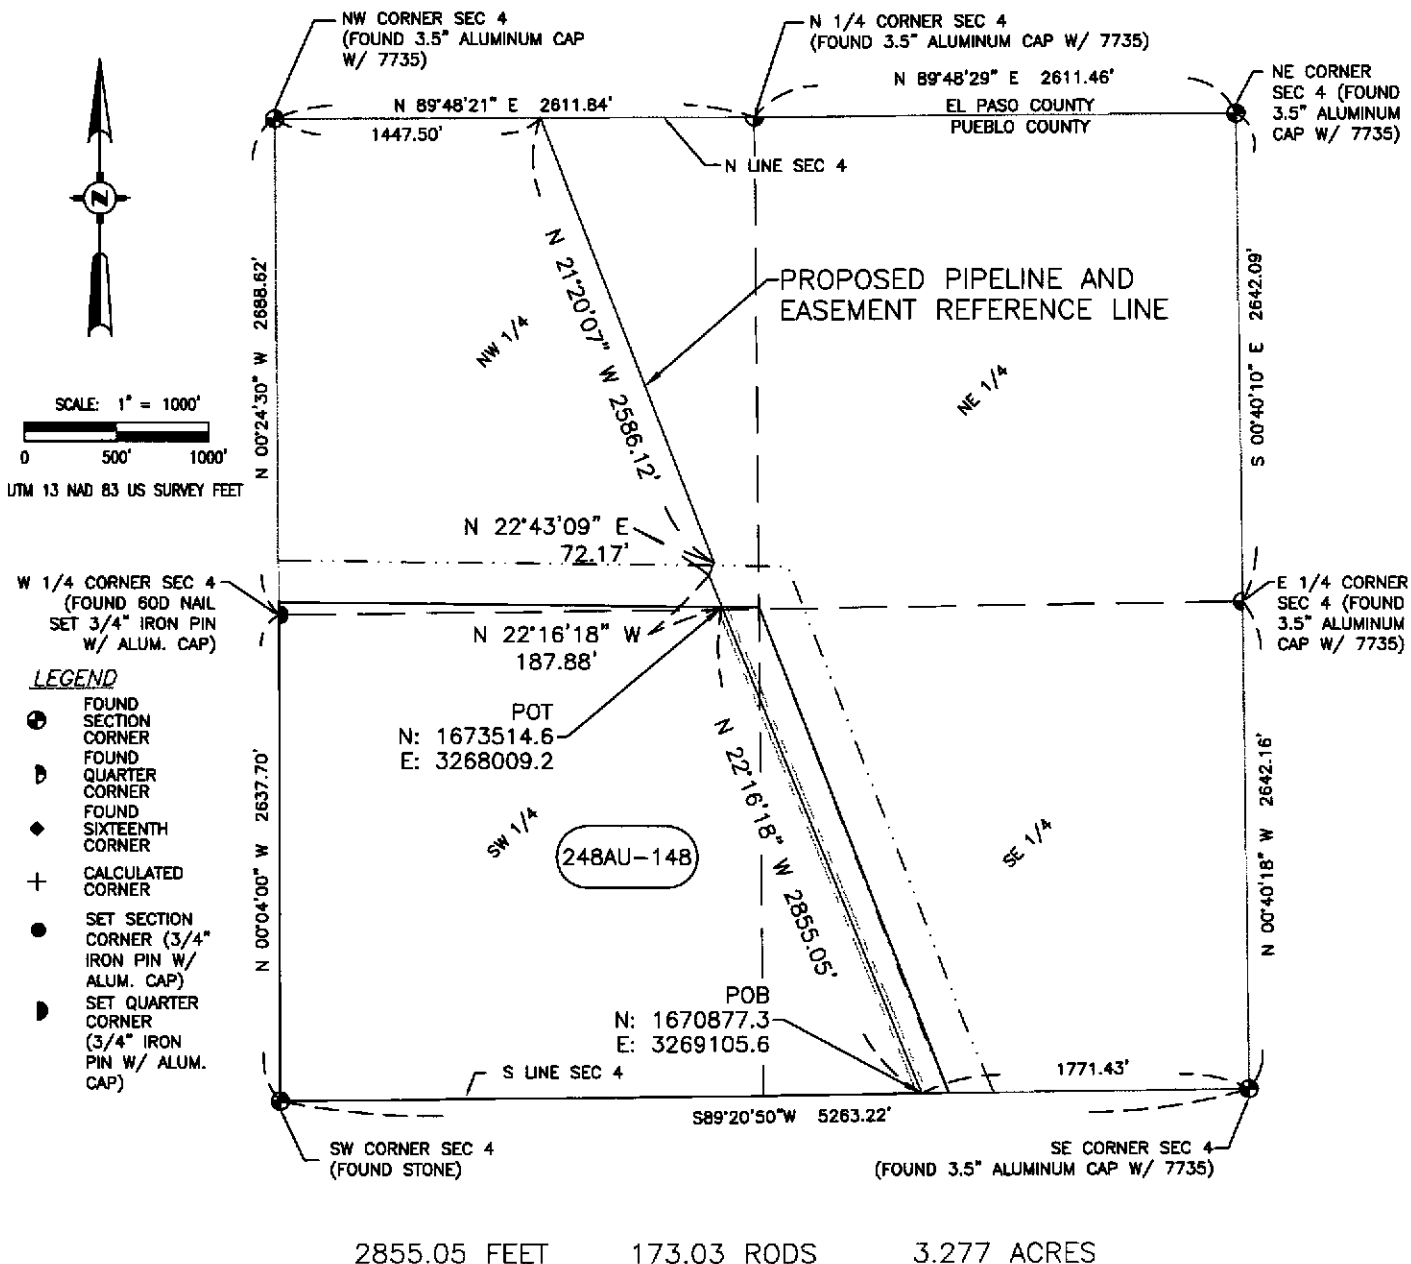 NW CORNER SEC 4
(FOUND 3.5" ALUMINUM CAP
W/ 7735)
N 1/4 CORNER SEC 4
(FOUND 3.5" ALUMINUM CAP W/ 7735)
NE CORNER
SEC 4 (FOUND
3.5" ALUMINUM
CAP W/ 7735)
N 89°48'21" E 2611.84'
1447.50'
N 89°48'29" E 2611.46'
EL PASO COUNTY
PUEBLO COUNTY
N LINE SEC 4
N
N 00°24'30" W 2688.62'
N 21°20'07" W 2586.12'
PROPOSED PIPELINE AND
EASEMENT REFERENCE LINE
S 00°40'10" E 2642.09'
NW 1/4
NE 1/4
SCALE: 1" = 1000'
0 500' 1000'
UTM 13 NAD 83 US SURVEY FEET
N 22°43'09" E
72.17'
W 1/4 CORNER SEC 4
(FOUND 60D NAIL
SET 3/4" IRON PIN
W/ ALUM. CAP)
N 22°16'18" W
187.88'
E 1/4 CORNER
SEC 4 (FOUND
3.5" ALUMINUM
CAP W/ 7735)
LEGEND
FOUND
SECTION
CORNER
FOUND
QUARTER
CORNER
FOUND
SIXTEENTH
CORNER
CALCULATED
CORNER
SET SECTION
CORNER (3/4"
IRON PIN W/
ALUM. CAP)
SET QUARTER
CORNER
(3/4" IRON
PIN W/ ALUM.
CAP)
POT
N: 1673514.6
E: 3268009.2
N 00°04'00" W 2637.70'
N 22°16'18" W 2855.05'
N 00°40'18" W 2642.16'
SW 1/4
248AU-148
SE 1/4
POB
N: 1670877.3
E: 3269105.6
S LINE SEC 4
1771.43'
S89°20'50"W 5263.22'
SW CORNER SEC 4
(FOUND STONE)
SE CORNER SEC 4
(FOUND 3.5" ALUMINUM CAP W/ 7735)
2855.05 FEET 173.03 RODS 3.277 ACRES